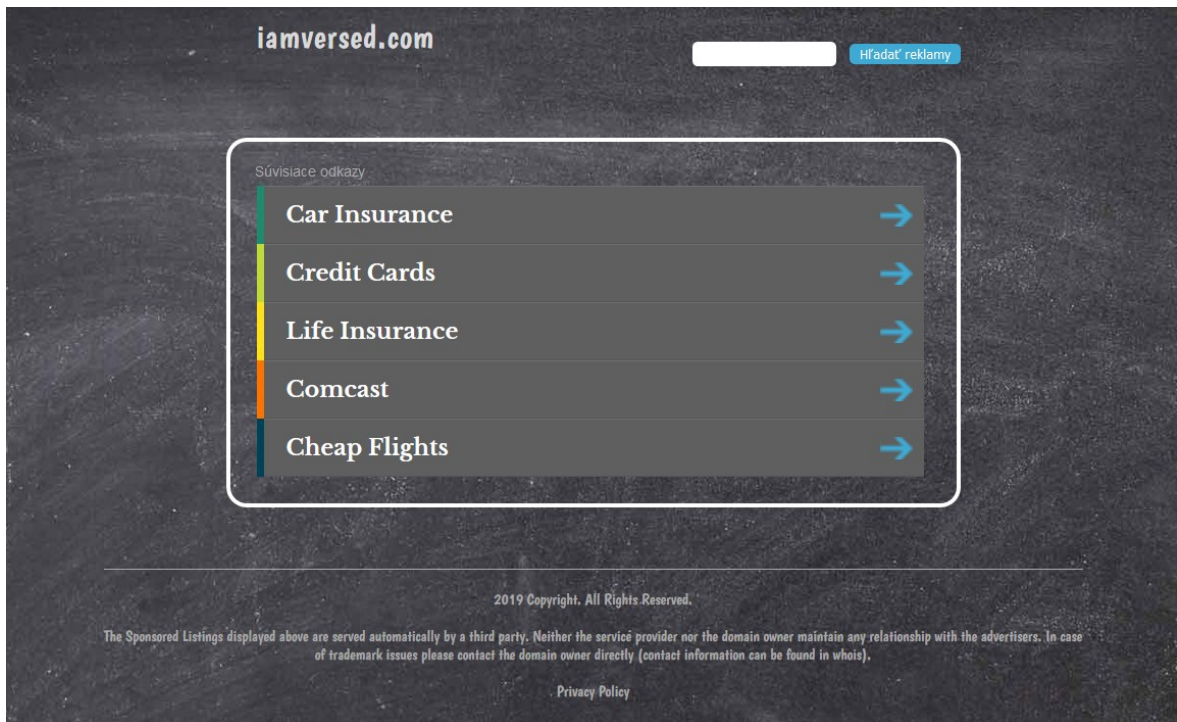 iamversed.com
Hľadať reklamy
Súvisiace odkazy
Car Insurance
Credit Cards
Life Insurance
Comcast
Cheap Flights
2019 Copyright. All Rights Reserved.
The Sponsored Listings displayed above are served automatically by a third party. Neither the service provider nor the domain owner maintain any relationship with the advertisers. In case
of trademark issues please contact the domain owner directly (contact information can be found in whois).
Privacy Policy